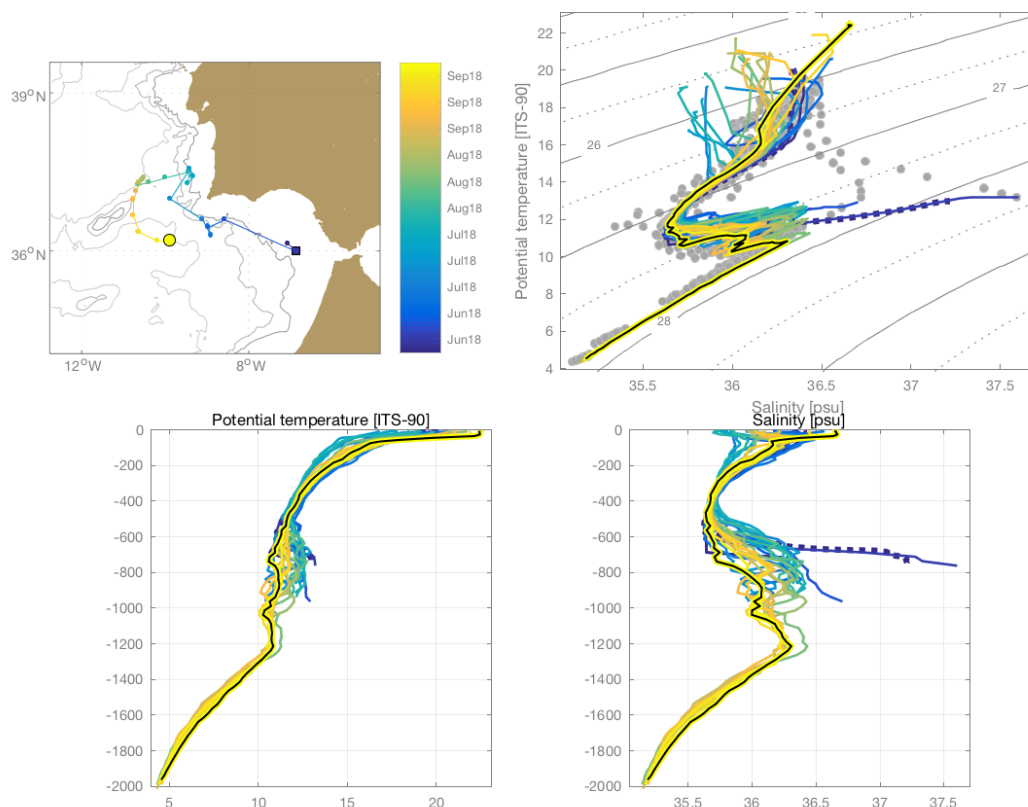 39°N
36°N
12°W
8°W
Sep18
Sep18
Sep18
Aug18
Aug18
Aug18
Jul18
Jul18
Jul18
Jun18
Jun18
Potential temperature [ITS-90]
22
20
18
16
14
12
10
8
6
4
26
27
28
35.5
36
36.5
37
37.5
Salinity [psu]
Potential temperature [ITS-90]
0
-200
-400
-600
-800
-1000
-1200
-1400
-1600
-1800
-2000
5
10
15
20
Salinity [psu]
0
-200
-400
-600
-800
-1000
-1200
-1400
-1600
-1800
-2000
35.5
36
36.5
37
37.5